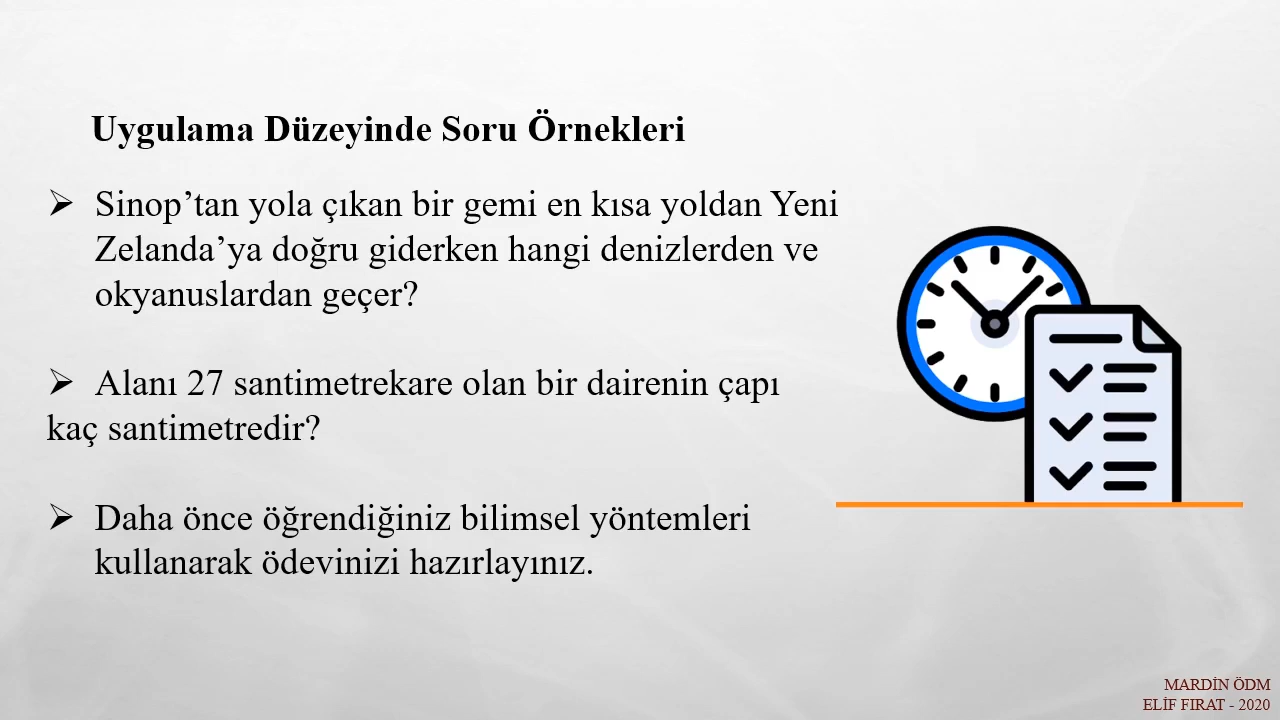 Uygulama Düzeyinde Soru Örnekleri
➢ Sinop’tan yola çıkan bir gemi en kısa yoldan Yeni
Zelanda’ya doğru giderken hangi denizlerden ve
okyanuslardan geçer?
➢ Alanı 27 santimetrekare olan bir dairenin çapı
kaç santimetredir?
➢ Daha önce öğrendiğiniz bilimsel yöntemleri
kullanarak ödevinizi hazırlayınız.
MARDİN ÖDM
ELİF FIRAT - 2020